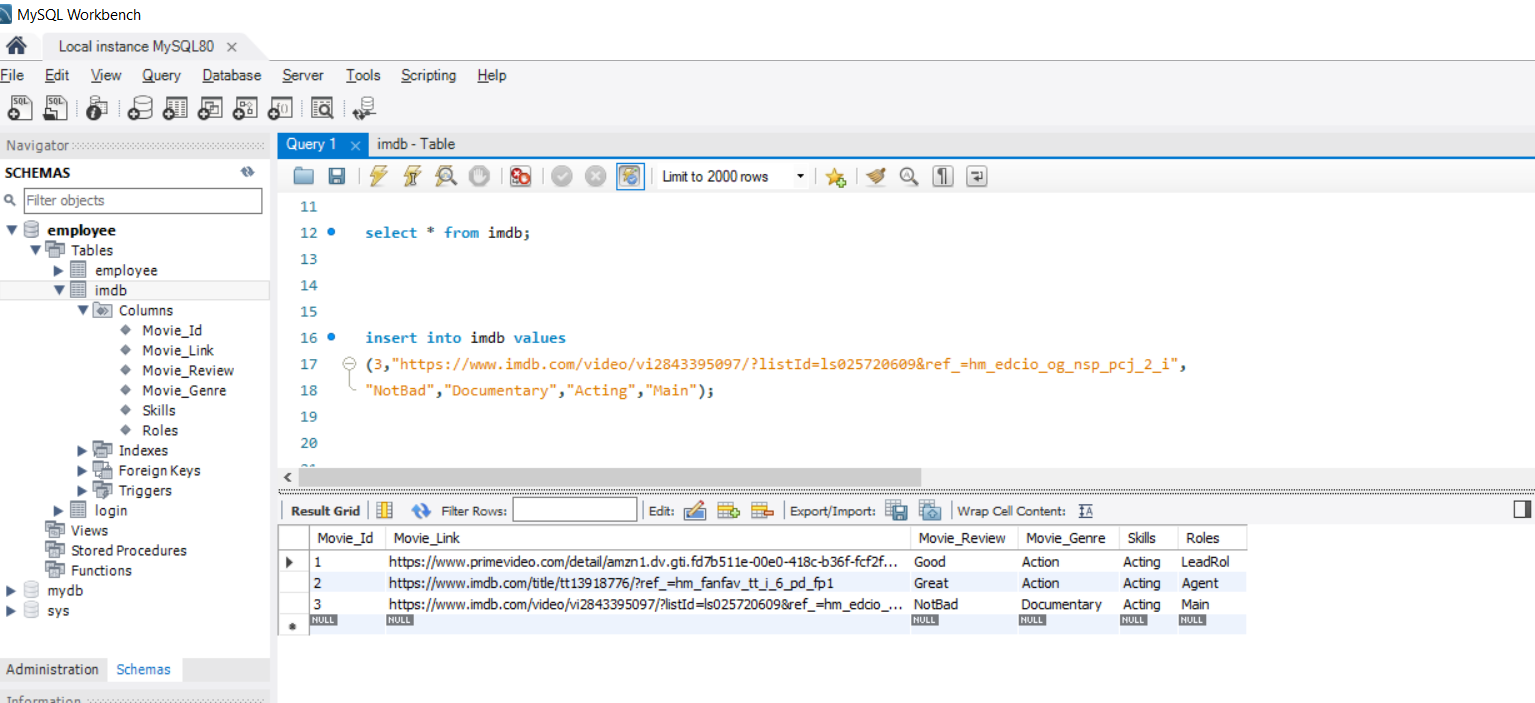 MySQL Workbench
Local instance MySQL80
File Edit View Query Database Server Tools Scripting Help
Navigator
SCHEMAS
Filter objects
employee
Tables
employee
imdb
Columns
Movie_Id
Movie_Link
Movie_Review
Movie_Genre
Skills
Roles
Indexes
Foreign Keys
Triggers
login
Views
Stored Procedures
Functions
mydb
sys
Administration Schemas
Information
Query 1 imdb - Table
Limit to 2000 rows
11
12 select * from imdb;
13
14
15
16 insert into imdb values
17 (3,"https://www.imdb.com/video/vi2843395097/?listId=ls025720609&ref_=hm_edcio_og_nsp_pcj_2_i",
18 "NotBad","Documentary","Acting","Main");
19
20
21
Result Grid Filter Rows: Edit: Export/Import: Wrap Cell Content:
Movie_Id Movie_Link Movie_Review Movie_Genre Skills Roles
1 https://www.primevideo.com/detail/amzn1.dv.gti.fd7b511e-00e0-418c-b36f-fcf2f... Good Action Acting LeadRol
2 https://www.imdb.com/title/tt13918776/?ref_=hm_fanfav_tt_i_6_pd_fp1 Great Action Acting Agent
3 https://www.imdb.com/video/vi2843395097/?listId=ls025720609&ref_=hm_edcio_... NotBad Documentary Acting Main
NULL NULL NULL NULL NULL NULL